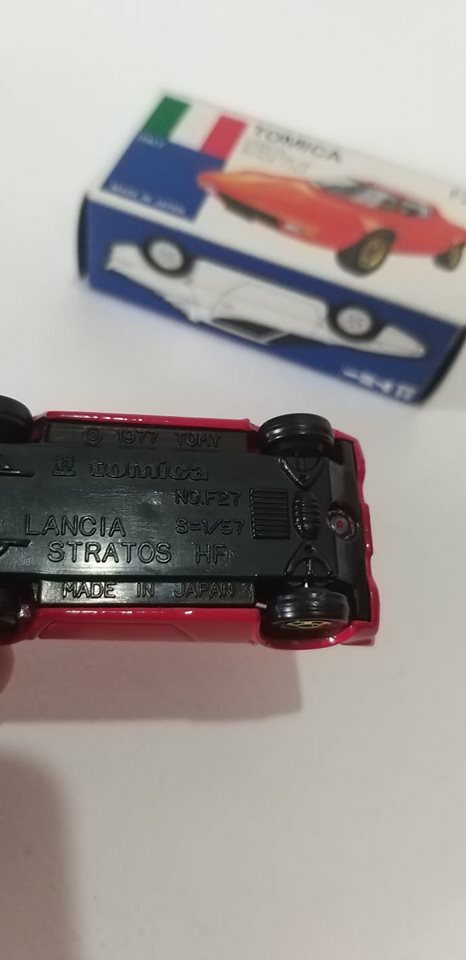 TOMICA
ITALY
MADE IN JAPAN
© 1977 TOMY
tomica
NO.F27
LANCIA S=1/57
STRATOS HF
MADE IN JAPAN